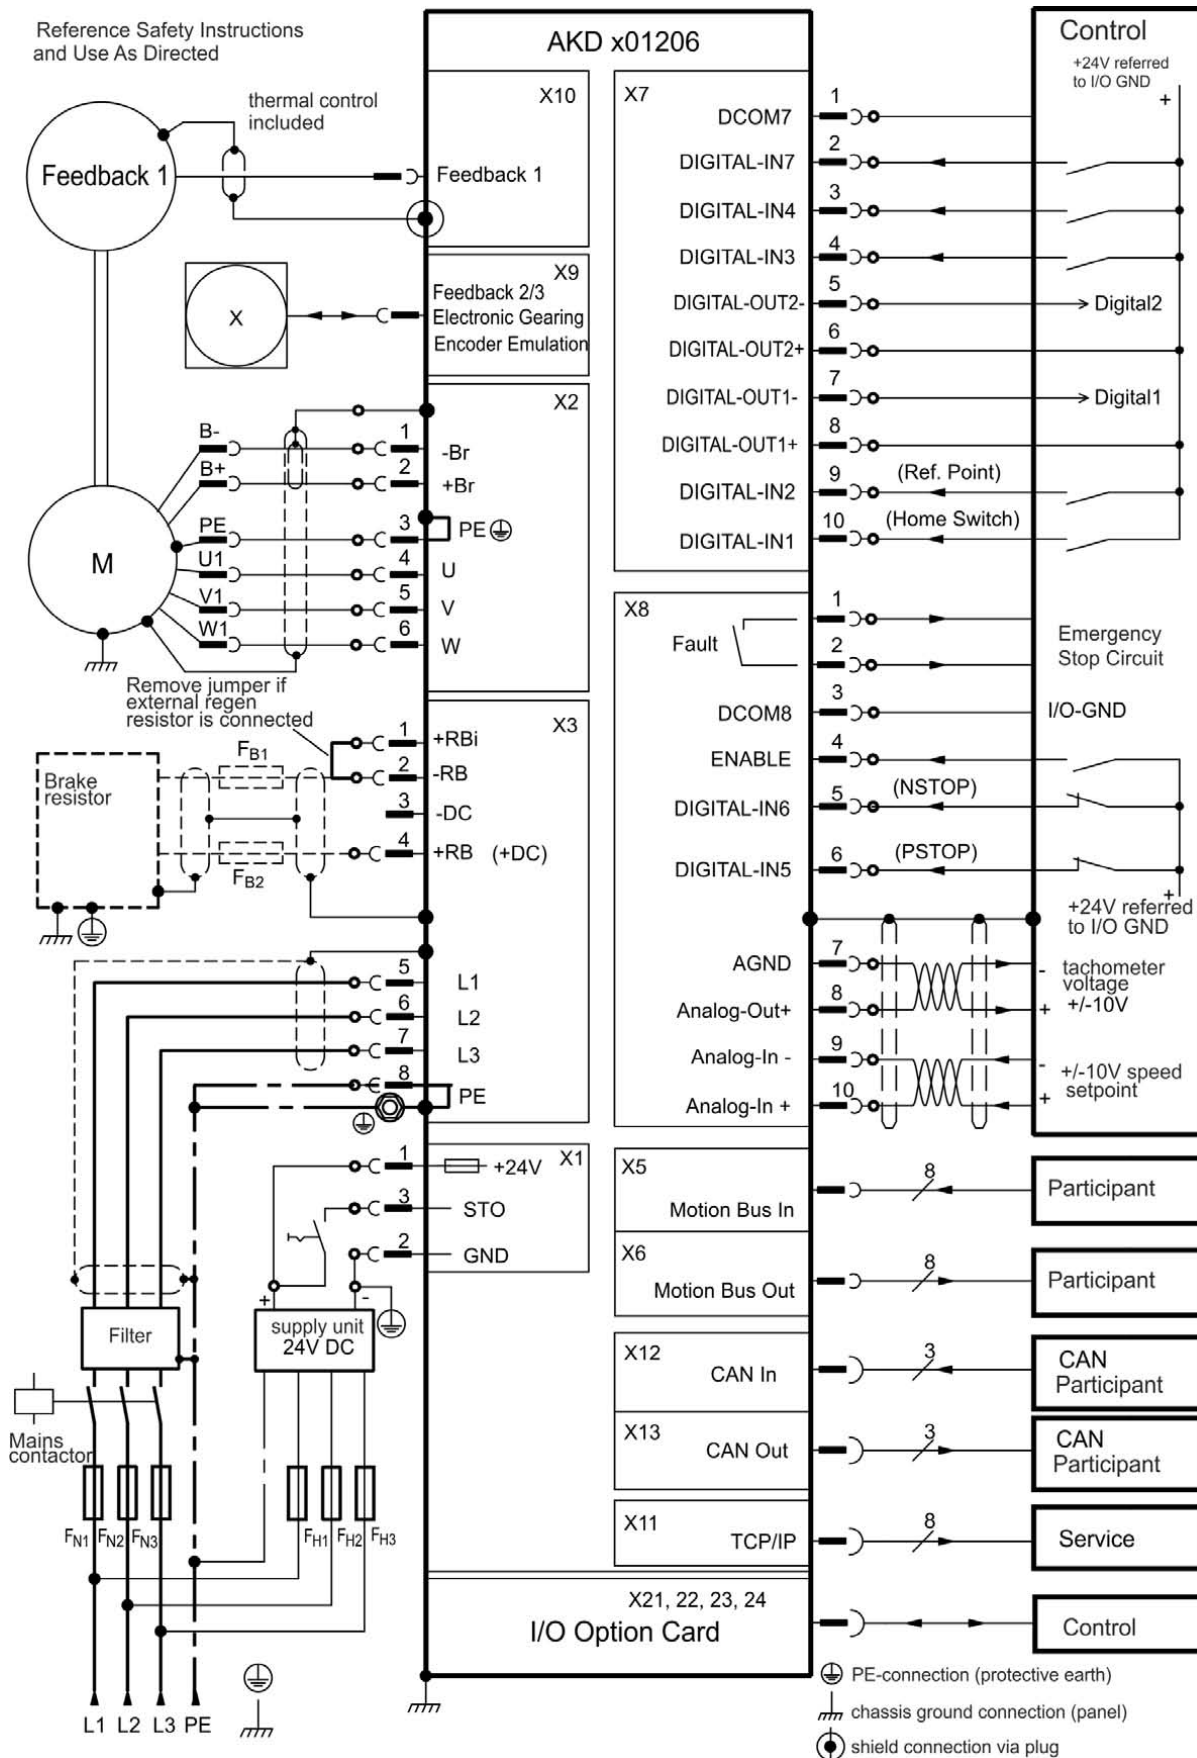 Reference Safety Instructions
and Use As Directed
AKD x01206
Control
+24V referred
to I/O GND
+
thermal control
included
Feedback 1
X10
Feedback 1
X
X9
Feedback 2/3
Electronic Gearing
Encoder Emulation
X2
B-
1
-Br
B+
2
+Br
PE
3
PE
U1
4
U
V1
5
V
W1
6
W
M
Remove jumper if
external regen
resistor is connected
X3
1
+RBi
FB1
2
-RB
Brake
resistor
3
-DC
4
+RB (+DC)
FB2
5
L1
6
L2
7
L3
8
PE
X1
1
+24V
3
STO
2
GND
+
-
supply unit
24V DC
Filter
Mains
contactor
FN1 FN2 FN3
FH1 FH2 FH3
L1 L2 L3 PE
X7
DCOM7
1
DIGITAL-IN7
2
DIGITAL-IN4
3
DIGITAL-IN3
4
DIGITAL-OUT2-
5
Digital2
DIGITAL-OUT2+
6
DIGITAL-OUT1-
7
Digital1
DIGITAL-OUT1+
8
DIGITAL-IN2
9
(Ref. Point)
DIGITAL-IN1
10
(Home Switch)
X8
Fault
1
2
Emergency
Stop Circuit
DCOM8
3
I/O-GND
ENABLE
4
DIGITAL-IN6
5
(NSTOP)
DIGITAL-IN5
6
(PSTOP)
+
+24V referred
to I/O GND
AGND
7
-
tachometer
voltage
+/-10V
Analog-Out+
8
+
Analog-In -
9
-
+/-10V speed
setpoint
Analog-In +
10
+
X5
Motion Bus In
8
Participant
X6
Motion Bus Out
8
Participant
X12
CAN In
3
CAN
Participant
X13
CAN Out
3
CAN
Participant
X11
TCP/IP
8
Service
X21, 22, 23, 24
I/O Option Card
Control
PE-connection (protective earth)
chassis ground connection (panel)
shield connection via plug